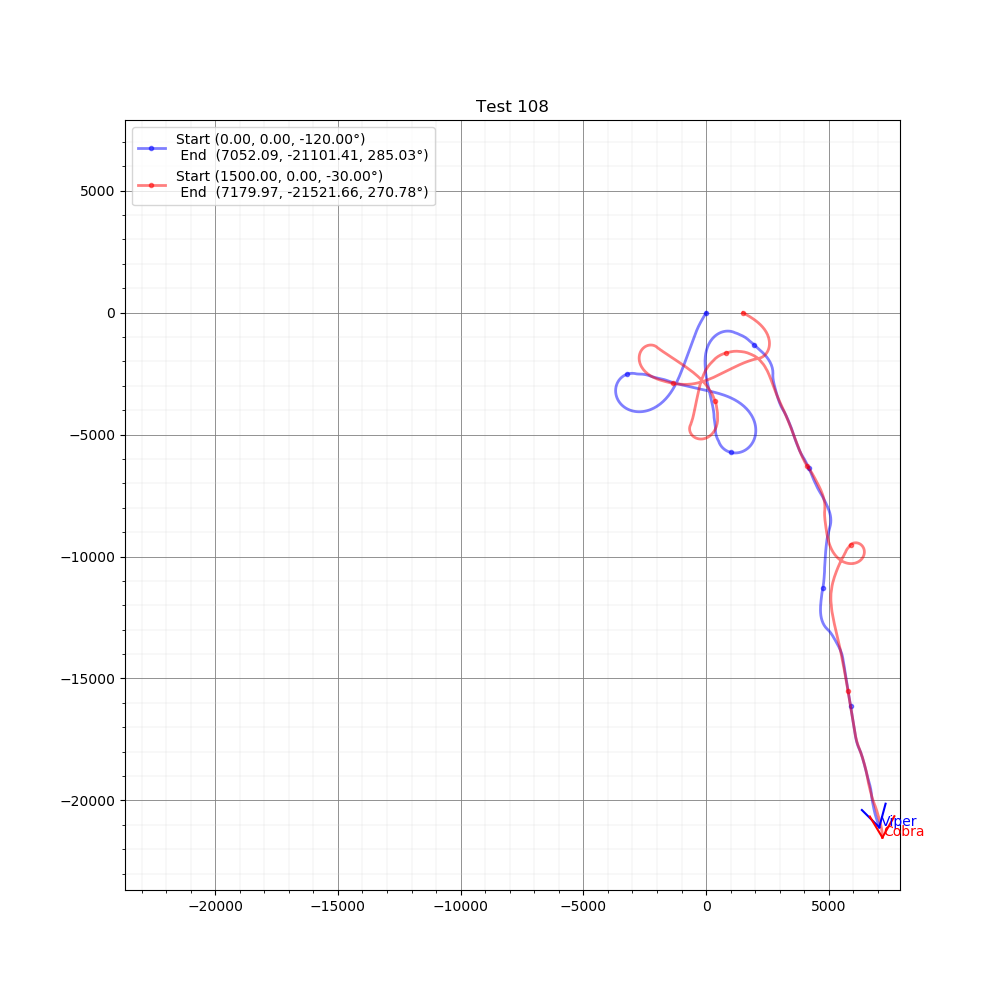 Test 108
Start (0.00, 0.00, -120.00°)
End (7052.09, -21101.41, 285.03°)
Start (1500.00, 0.00, -30.00°)
End (7179.97, -21521.66, 270.78°)
5000
0
−5000
−10000
−15000
−20000
Viper
Cobra
−20000 −15000 −10000 −5000 0 5000